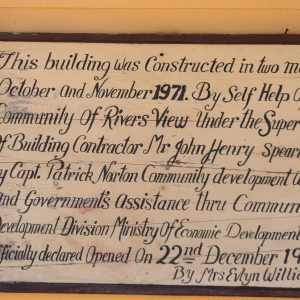 This building was Constructed in two m
October and November 1971. By Self Help O
Community Of Rivers View Under the Super
Of Building Contractor Mr John Henry Spear
y Capt. Patrick Norton Community development
And Government's Assistance thru Commun
Development Division Ministry Of Economic Development
officially declared Opened On 22nd December 19
By Mrs Evlyn Willi